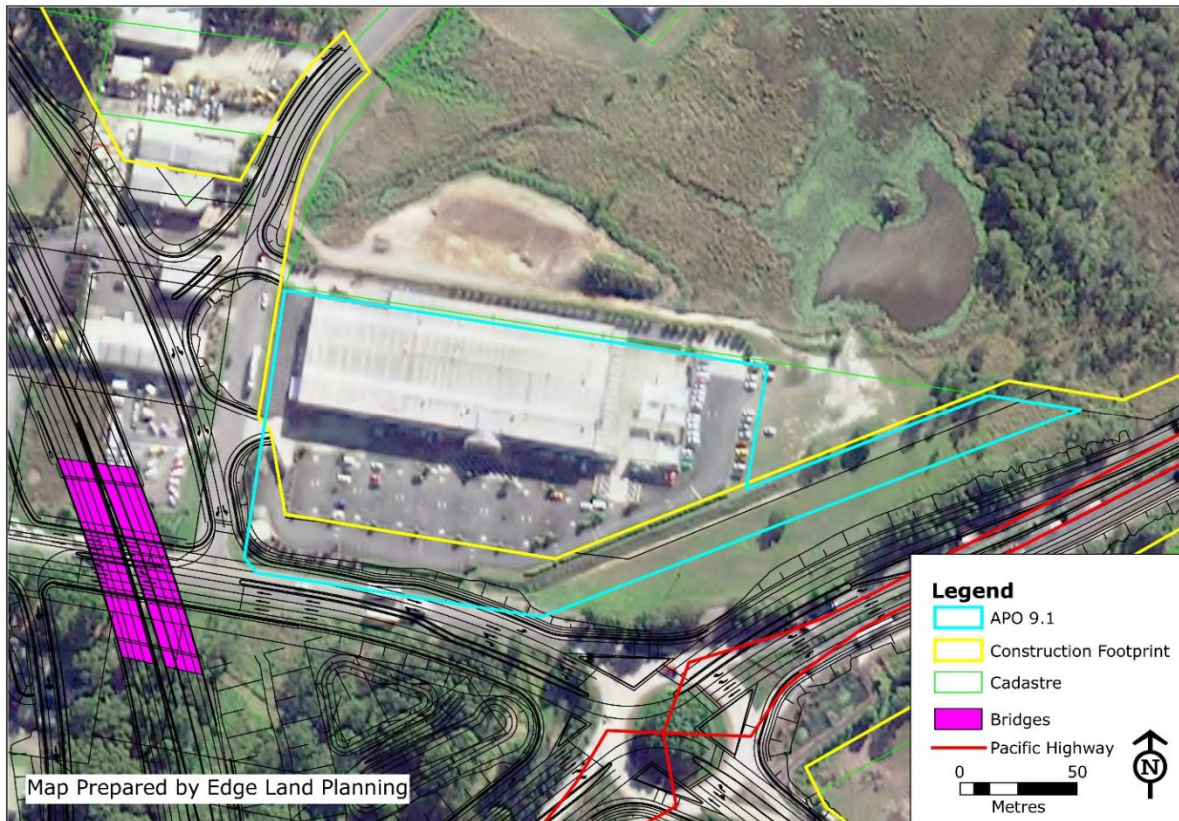 Legend
APO 9.1
Construction Footprint
Cadastre
Bridges
Pacific Highway
0 50
Metres
N
Map Prepared by Edge Land Planning